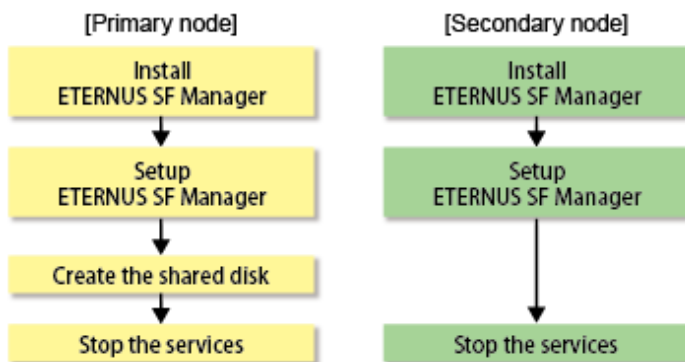 [Primary node]
Install
ETERNUS SF Manager
Setup
ETERNUS SF Manager
Create the shared disk
Stop the services
[Secondary node]
Install
ETERNUS SF Manager
Setup
ETERNUS SF Manager
Stop the services